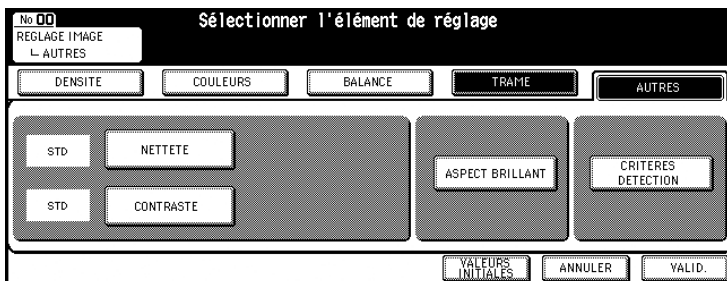 No 00
Sélectionner l'élément de réglage
REGLAGE IMAGE
AUTRES
DENSITE
COULEURS
BALANCE
TRAME
AUTRES
STD
NETTETE
ASPECT BRILLANT
CRITERES
DETECTION
STD
CONTRASTE
VALEURS
INITIALES
ANNULER
VALID.